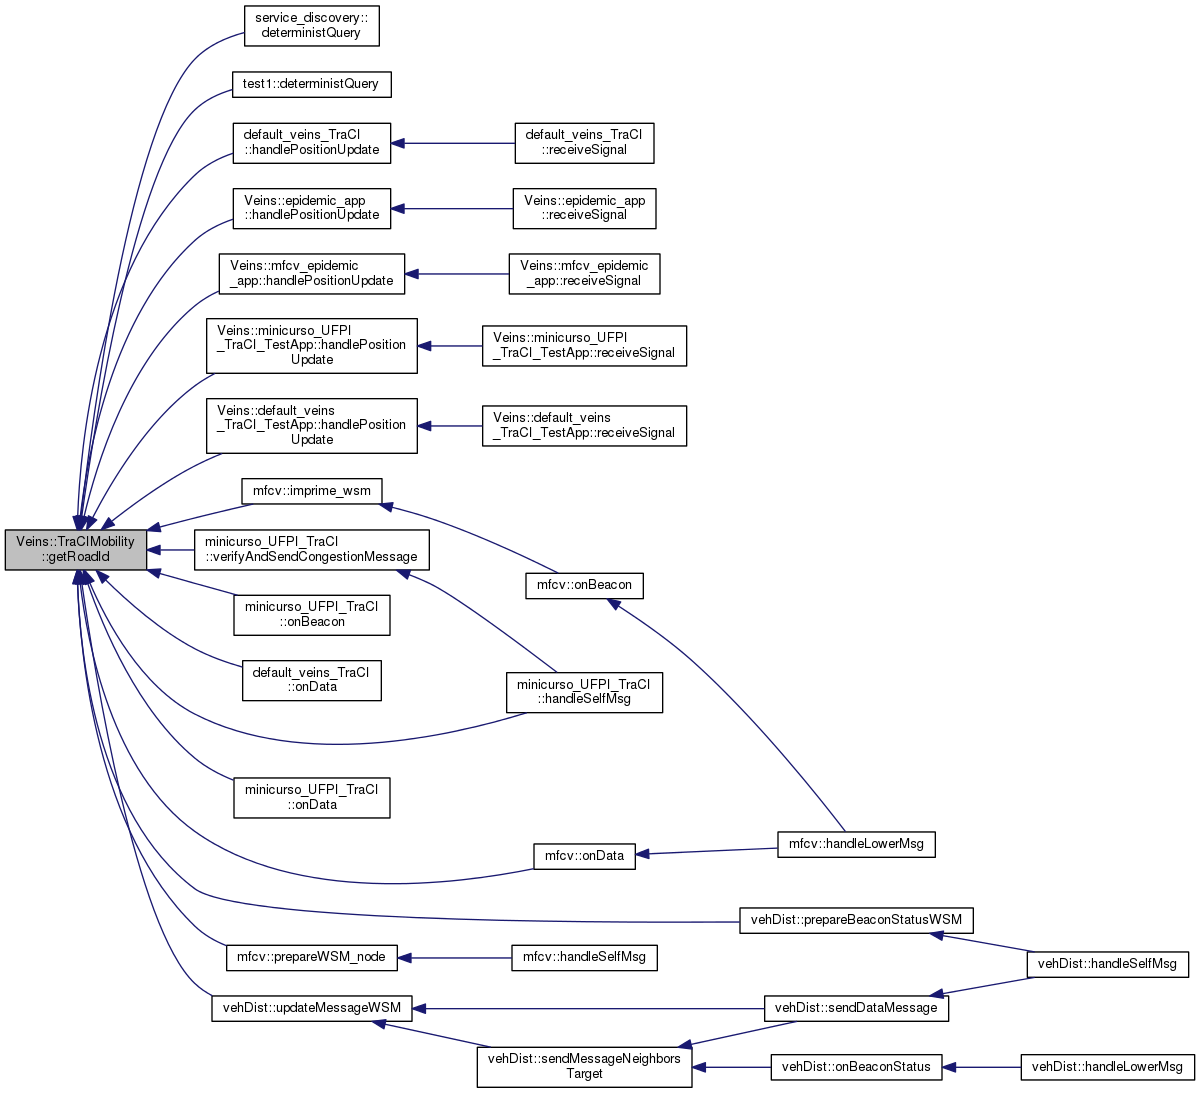 service_discovery::
deterministQuery
test1::deterministQuery
default_veins_TraCI
::handlePositionUpdate
default_veins_TraCI
::receiveSignal
Veins::epidemic_app
::handlePositionUpdate
Veins::epidemic_app
::receiveSignal
Veins::mfcv_epidemic
_app::handlePositionUpdate
Veins::mfcv_epidemic
_app::receiveSignal
Veins::minicurso_UFPI
_TraCI_TestApp::handlePosition
Update
Veins::minicurso_UFPI
_TraCI_TestApp::receiveSignal
Veins::default_veins
_TraCI_TestApp::handlePosition
Update
Veins::default_veins
_TraCI_TestApp::receiveSignal
mfcv::imprime_wsm
Veins::TraCIMobility
::getRoadId
minicurso_UFPI_TraCI
::verifyAndSendCongestionMessage
mfcv::onBeacon
minicurso_UFPI_TraCI
::onBeacon
default_veins_TraCI
::onData
minicurso_UFPI_TraCI
::handleSelfMsg
minicurso_UFPI_TraCI
::onData
mfcv::onData
mfcv::handleLowerMsg
vehDist::prepareBeaconStatusWSM
mfcv::prepareWSM_node
mfcv::handleSelfMsg
vehDist::handleSelfMsg
vehDist::updateMessageWSM
vehDist::sendDataMessage
vehDist::sendMessageNeighbors
Target
vehDist::onBeaconStatus
vehDist::handleLowerMsg